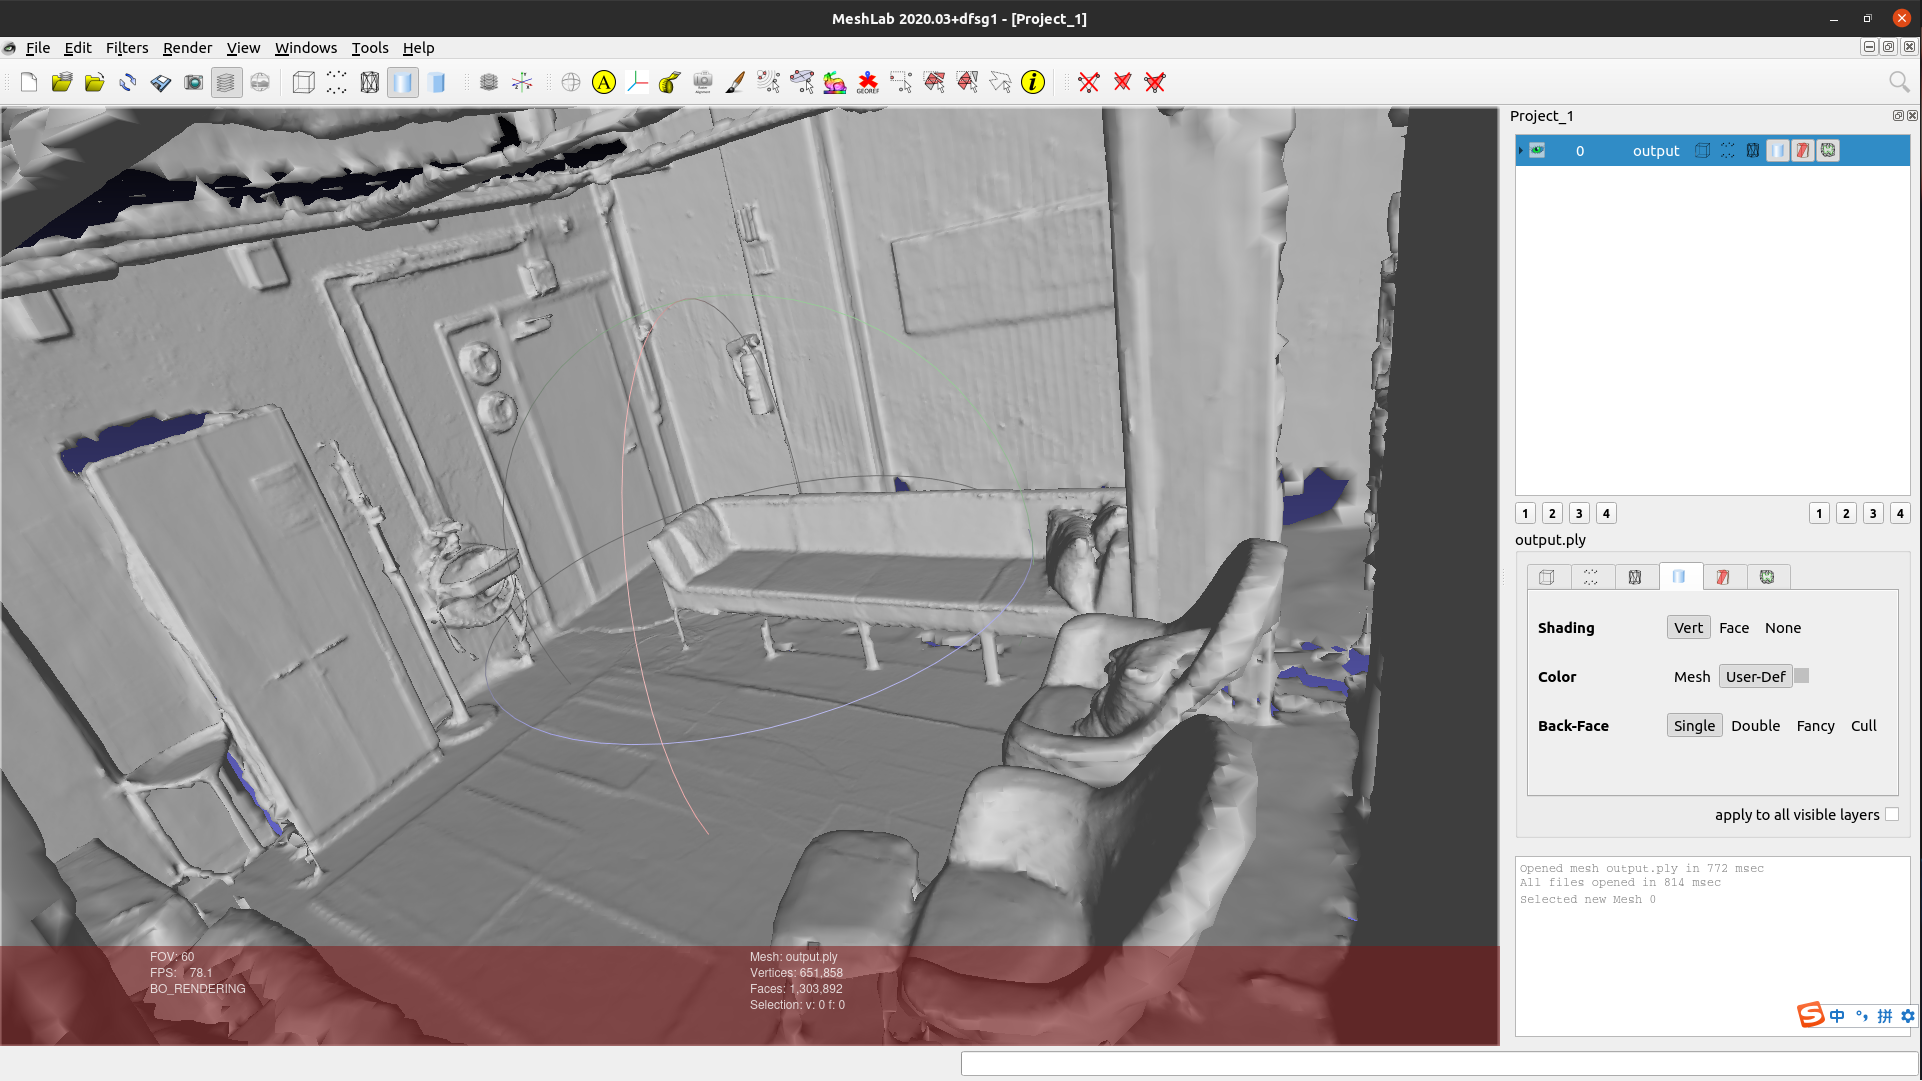 MeshLab 2020.03+dfsg1 - [Project_1]
File Edit Filters Render View Windows Tools Help
A
GEOREF
i
Project_1
0 output
1 2 3 4 1 2 3 4
output.ply
Shading Vert Face None
Color Mesh User-Def
Back-Face Single Double Fancy Cull
apply to all visible layers
Opened mesh output.ply in 772 msec
All files opened in 814 msec
Selected new Mesh 0
FOV: 60
FPS: 78.1
BO_RENDERING
Mesh: output.ply
Vertices: 651,858
Faces: 1,303,892
Selection: v: 0 f: 0
S 中 °, 拼